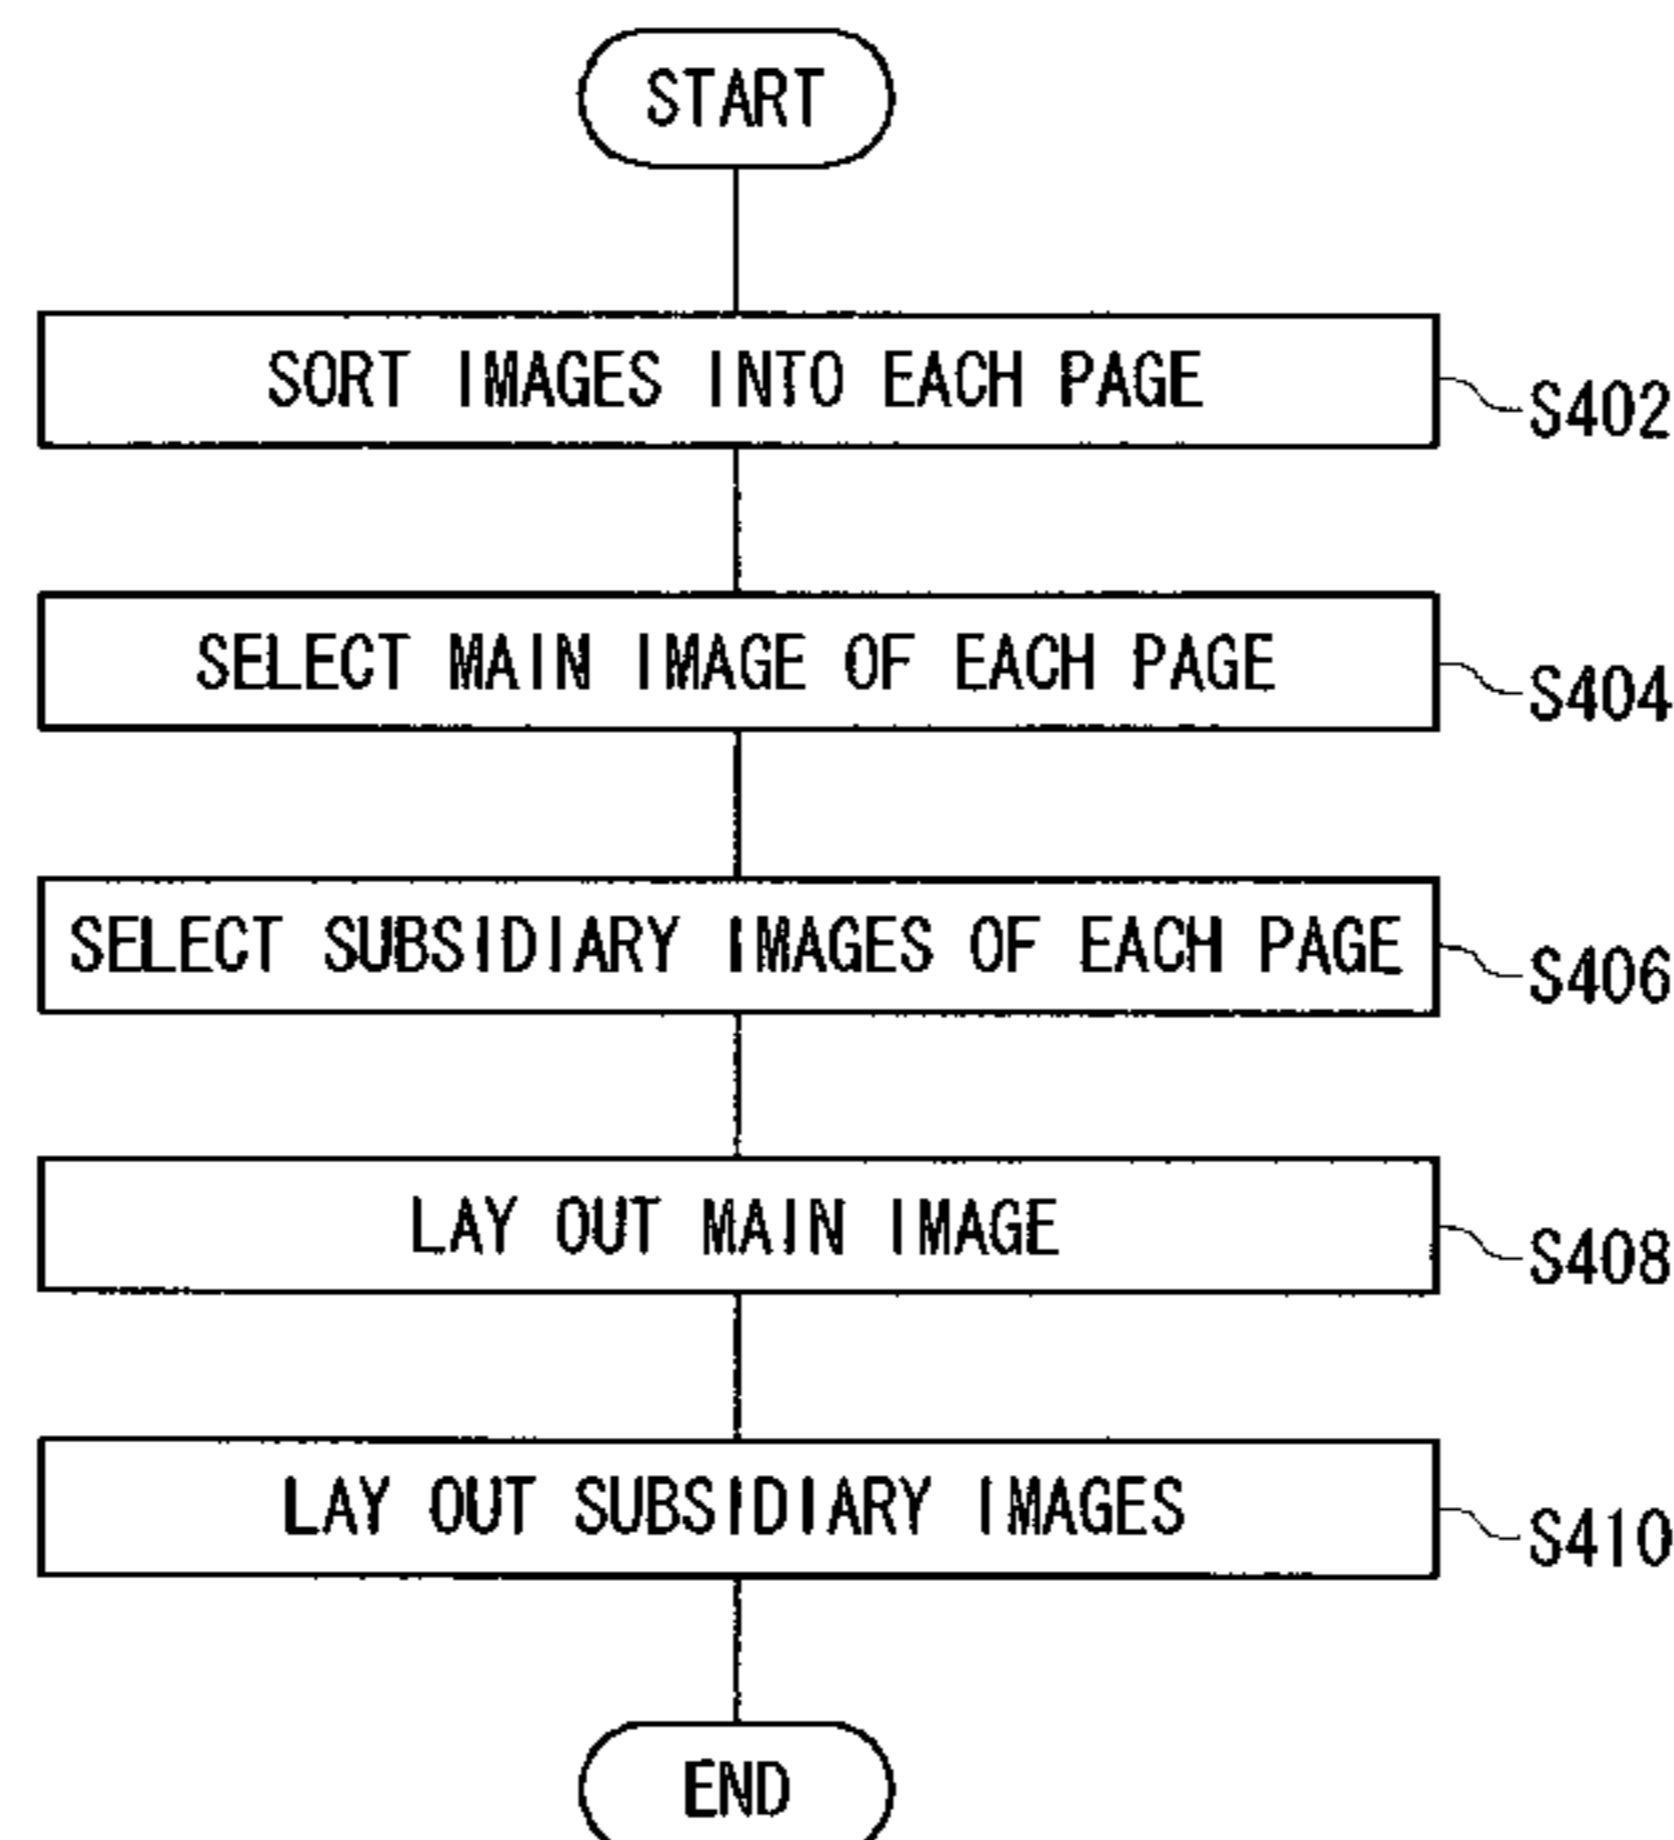 START
SORT IMAGES INTO EACH PAGE
S402
SELECT MAIN IMAGE OF EACH PAGE
S404
SELECT SUBSIDIARY IMAGES OF EACH PAGE
S406
LAY OUT MAIN IMAGE
S408
LAY OUT SUBSIDIARY IMAGES
S410
END